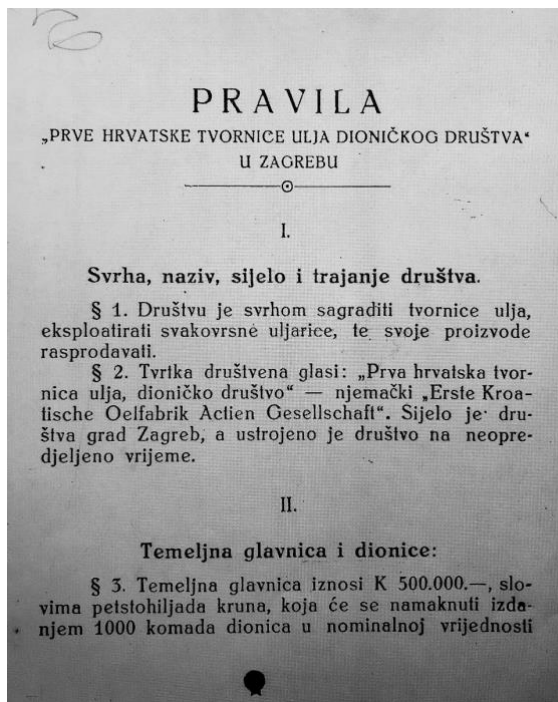 PRAVILA
„PRVE HRVATSKE TVORNICE ULJA DIONIČKOG DRUŠTVA“
U ZAGREBU
I.
Svrha, naziv, sijelo i trajanje društva.
§ 1. Društvu je svrhom sagraditi tvornice ulja,
eksploatirati svakovrsne uljarice, te svoje proizvode
rasprodavati.
§ 2. Tvrtka društvena glasi: „Prva hrvatska tvor-
nica ulja, dioničko društvo“ — njemački „Erste Kroa-
tische Oelfabrik Actien Gesellschaft“. Sijelo je dru-
štva grad Zagreb, a ustrojeno je društvo na neopre-
djeljeno vrijeme.
II.
Temeljna glavnica i dionice:
§ 3. Temeljna glavnica iznosi K 500.000.—, slo-
vima petstohiljada kruna, koja će se namaknuti izda-
njem 1000 komada dionica u nominalnoj vrijednosti